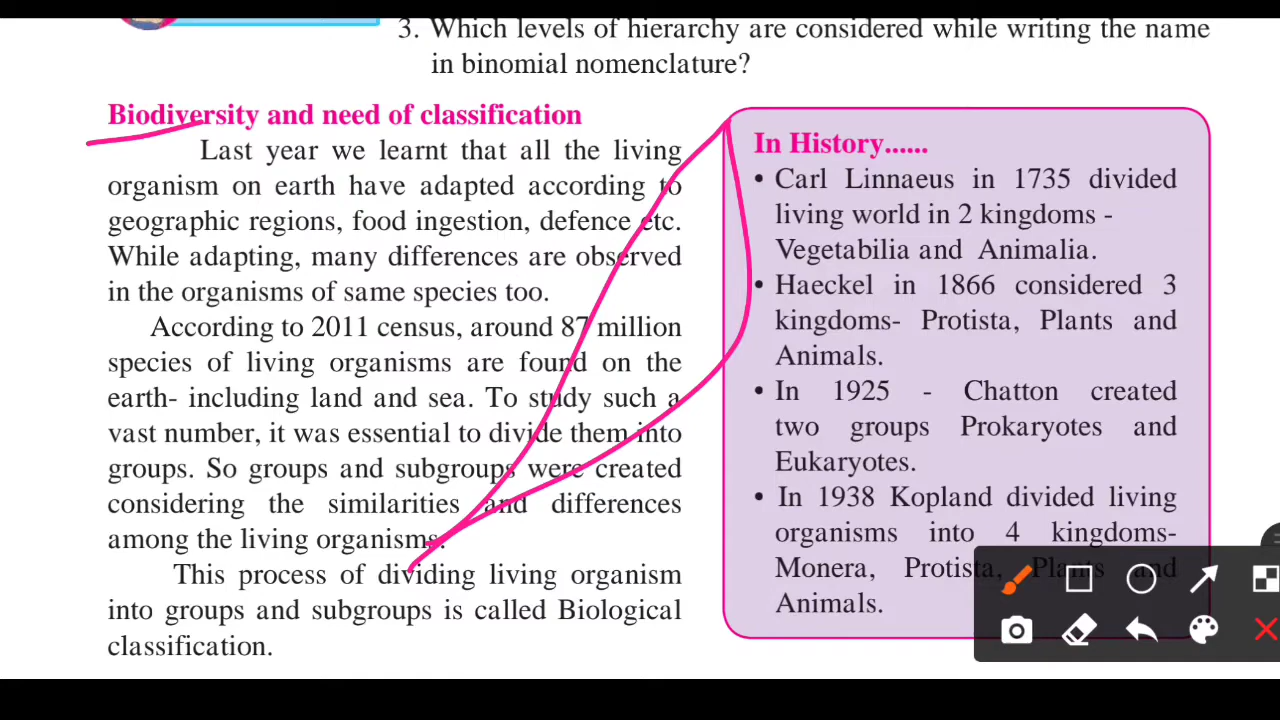 3. Which levels of hierarchy are considered while writing the name
in binomial nomenclature?
Biodiversity and need of classification
Last year we learnt that all the living
organism on earth have adapted according to
geographic regions, food ingestion, defence etc.
While adapting, many differences are observed
in the organisms of same species too.
According to 2011 census, around 87 million
species of living organisms are found on the
earth- including land and sea. To study such a
vast number, it was essential to divide them into
groups. So groups and subgroups were created
considering the similarities and differences
among the living organisms.
This process of dividing living organism
into groups and subgroups is called Biological
classification.
In History......
• Carl Linnaeus in 1735 divided
living world in 2 kingdoms -
Vegetabilia and Animalia.
• Haeckel in 1866 considered 3
kingdoms- Protista, Plants and
Animals.
• In 1925 - Chatton created
two groups Prokaryotes and
Eukaryotes.
• In 1938 Kopland divided living
organisms into 4 kingdoms-
Monera, Protista, Plants and
Animals.